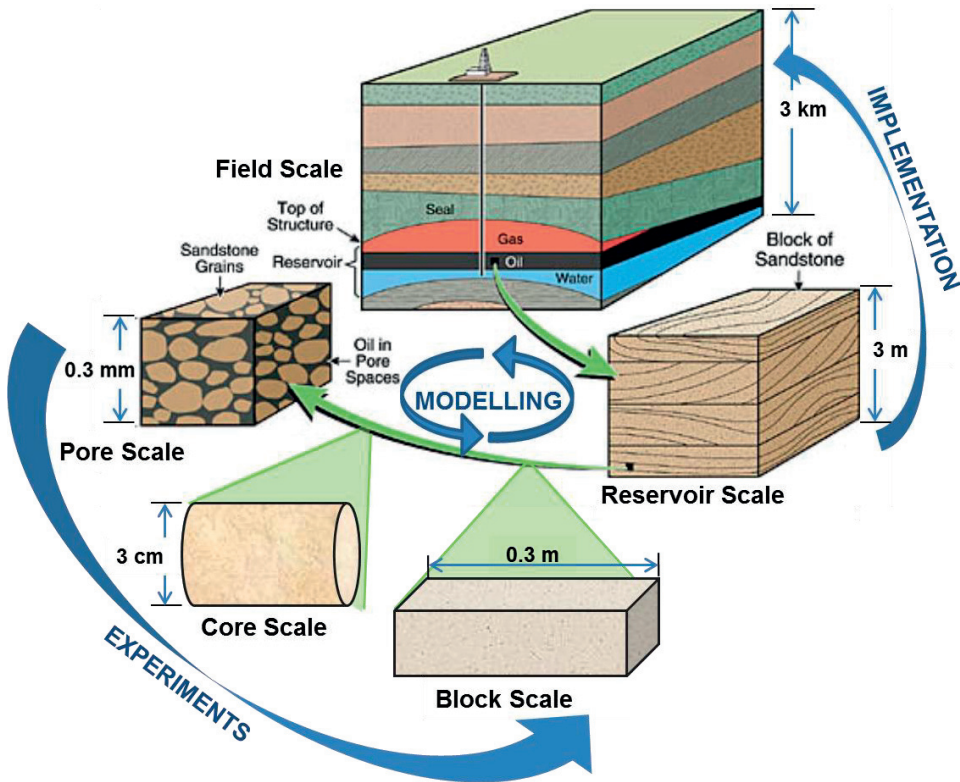 Field Scale
3 km
IMPLEMENTATION
Seal
Gas
Oil
Water
Top of
Structure
Reservoir
Sandstone
Grains
Block of
Sandstone
0.3 mm
Oil in
Pore
Spaces
Pore Scale
MODELLING
3 m
Reservoir Scale
3 cm
Core Scale
0.3 m
Block Scale
EXPERIMENTS